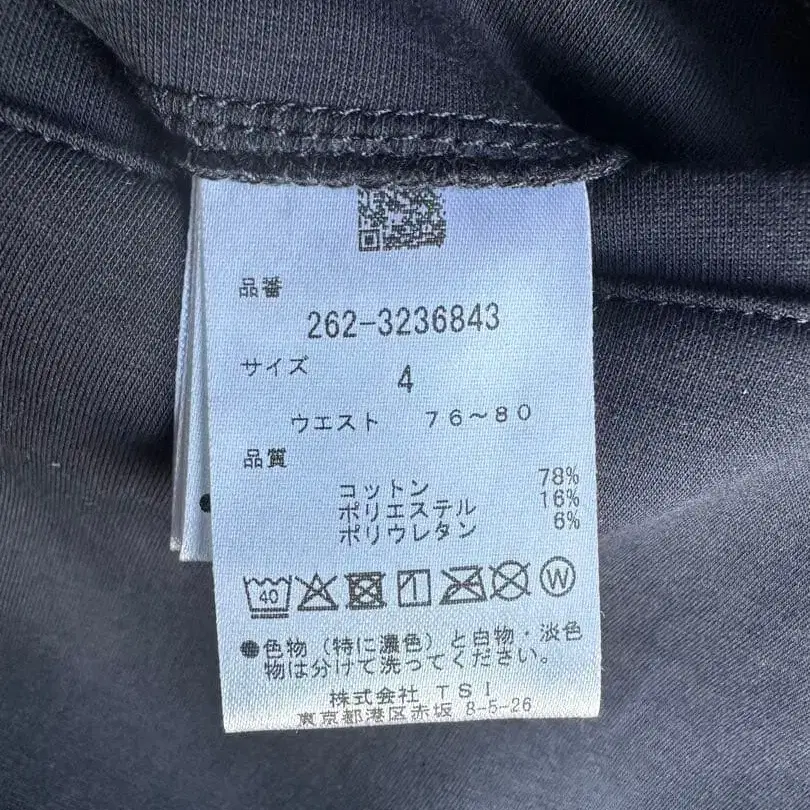 品番
262-3236843
サイズ
4
ウエスト 76～80
品質
コットン 78%
ポリエステル 16%
ポリウレタン 6%
40 W
●色物（特に濃色）と白物・淡色
物は分けて洗ってください。
株式会社 TSI
東京都港区赤坂 8-5-26